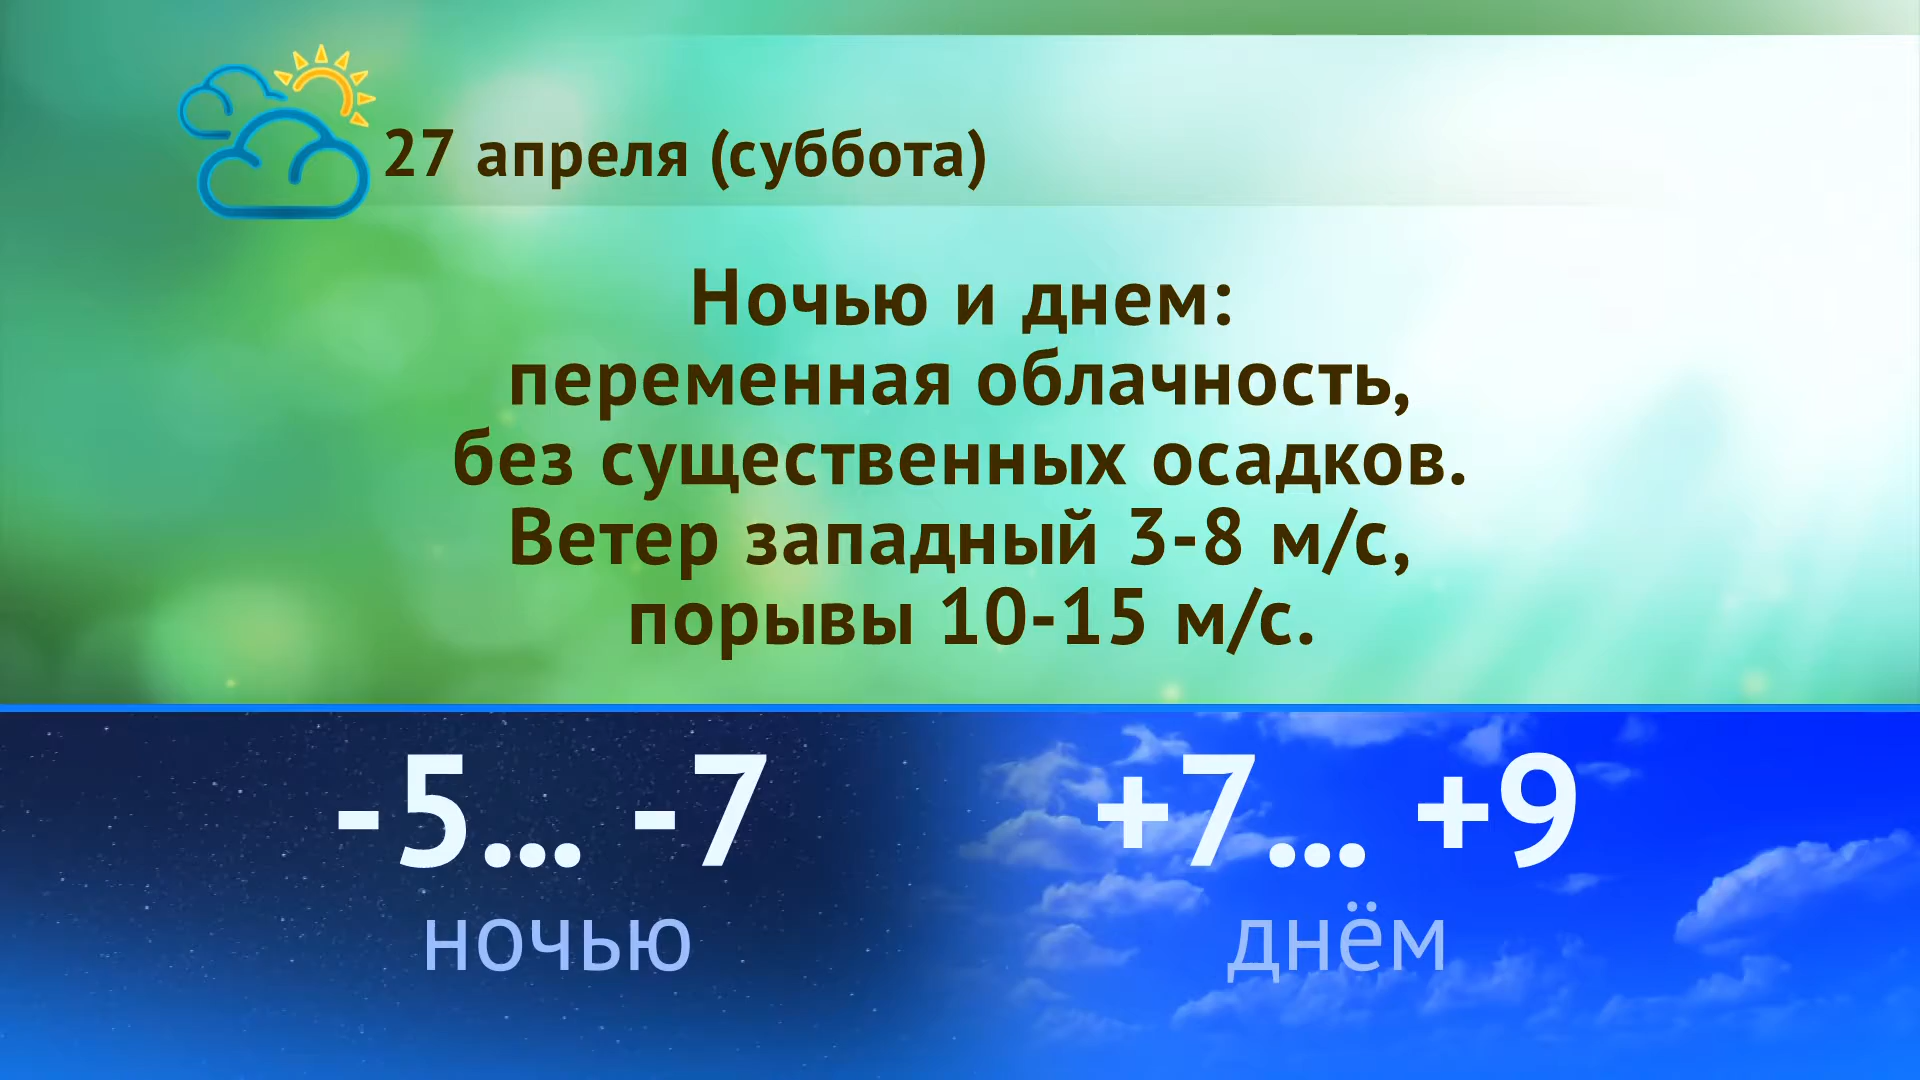 27 апреля (суббота)
Ночью и днем:
переменная облачность,
без существенных осадков.
Ветер западный 3-8 м/с,
порывы 10-15 м/с.
-5... -7
+7... +9
ночью
днём